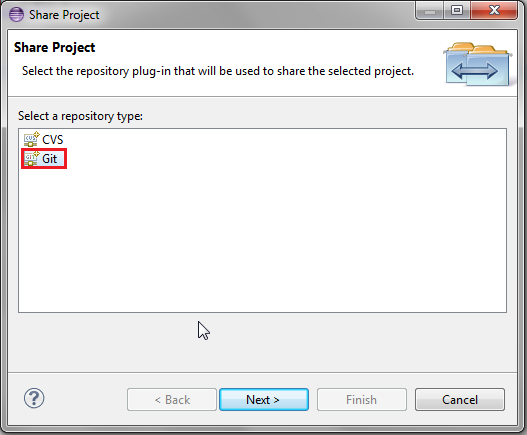 Share Project
Share Project
Select the repository plug-in that will be used to share the selected project.
Select a repository type:
CVS
Git
?
< Back
Next >
Finish
Cancel